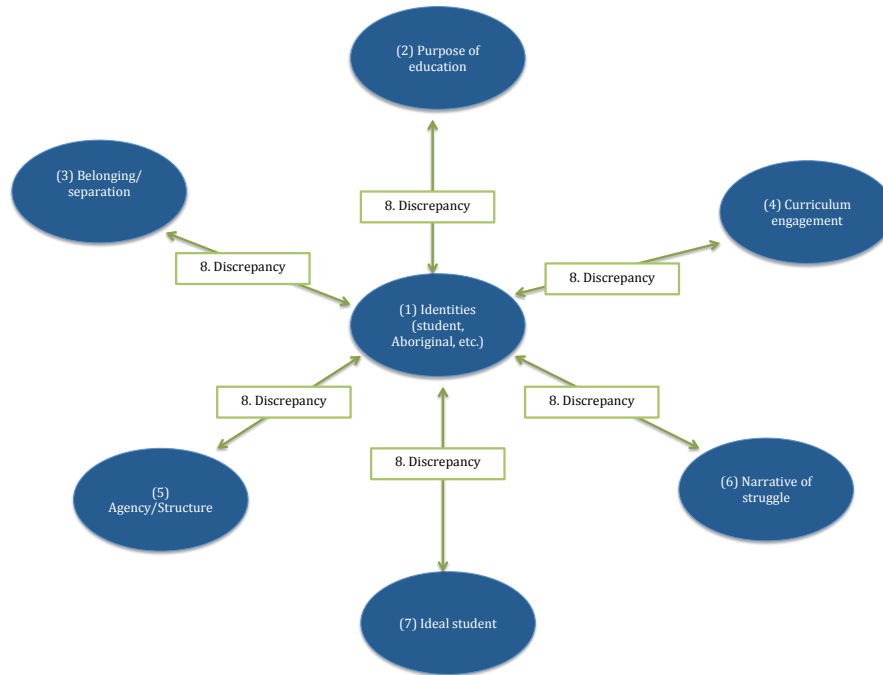 (2) Purpose of
education
(3) Belonging/
separation
8. Discrepancy
(4) Curriculum
engagement
8. Discrepancy
8. Discrepancy
(1) Identities
(student,
Aboriginal, etc.)
8. Discrepancy
8. Discrepancy
8. Discrepancy
(5)
Agency/Structure
(6) Narrative of
struggle
(7) Ideal student